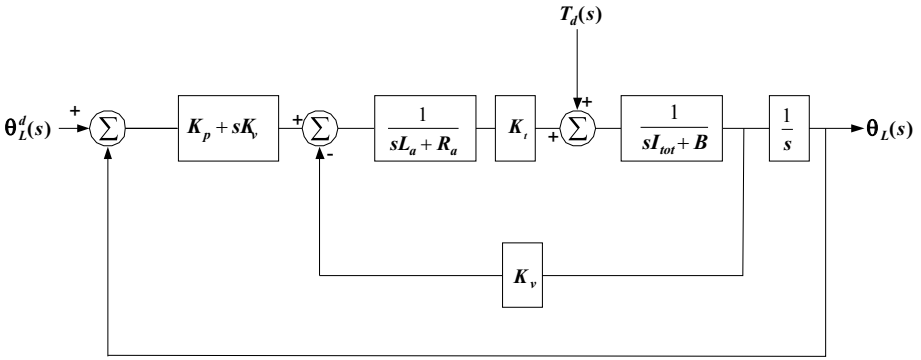 T_d(s)
θ_L^d(s)
+
Σ
K_p + sK_v
+
Σ
-
1
sL_a + R_a
K_t
+
+
Σ
1
sI_tot + B
1
s
θ_L(s)
K_v